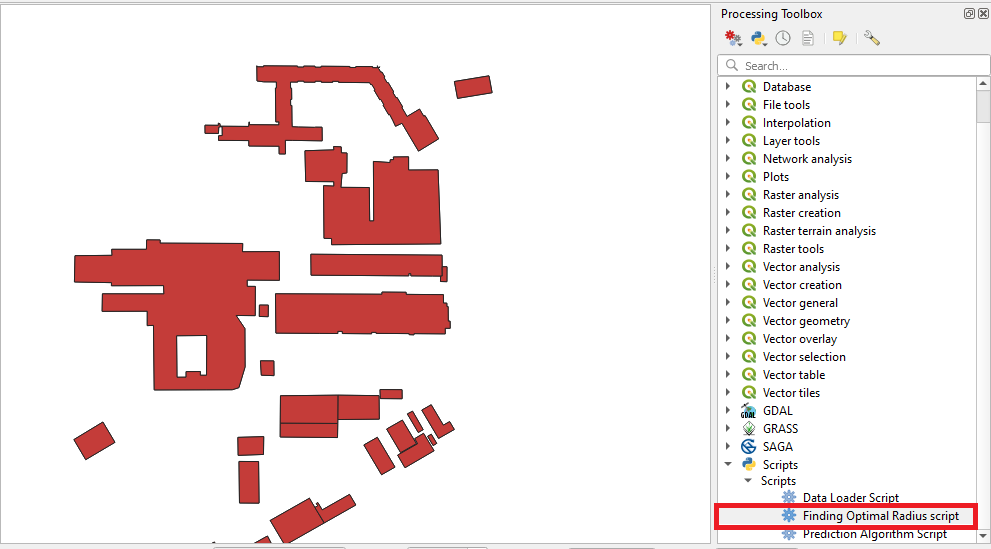 Processing Toolbox
Search...
Database
File tools
Interpolation
Layer tools
Network analysis
Plots
Raster analysis
Raster creation
Raster terrain analysis
Raster tools
Vector analysis
Vector creation
Vector general
Vector geometry
Vector overlay
Vector selection
Vector table
Vector tiles
GDAL
GRASS
SAGA
Scripts
Scripts
Data Loader Script
Finding Optimal Radius script
Prediction Algorithm Script